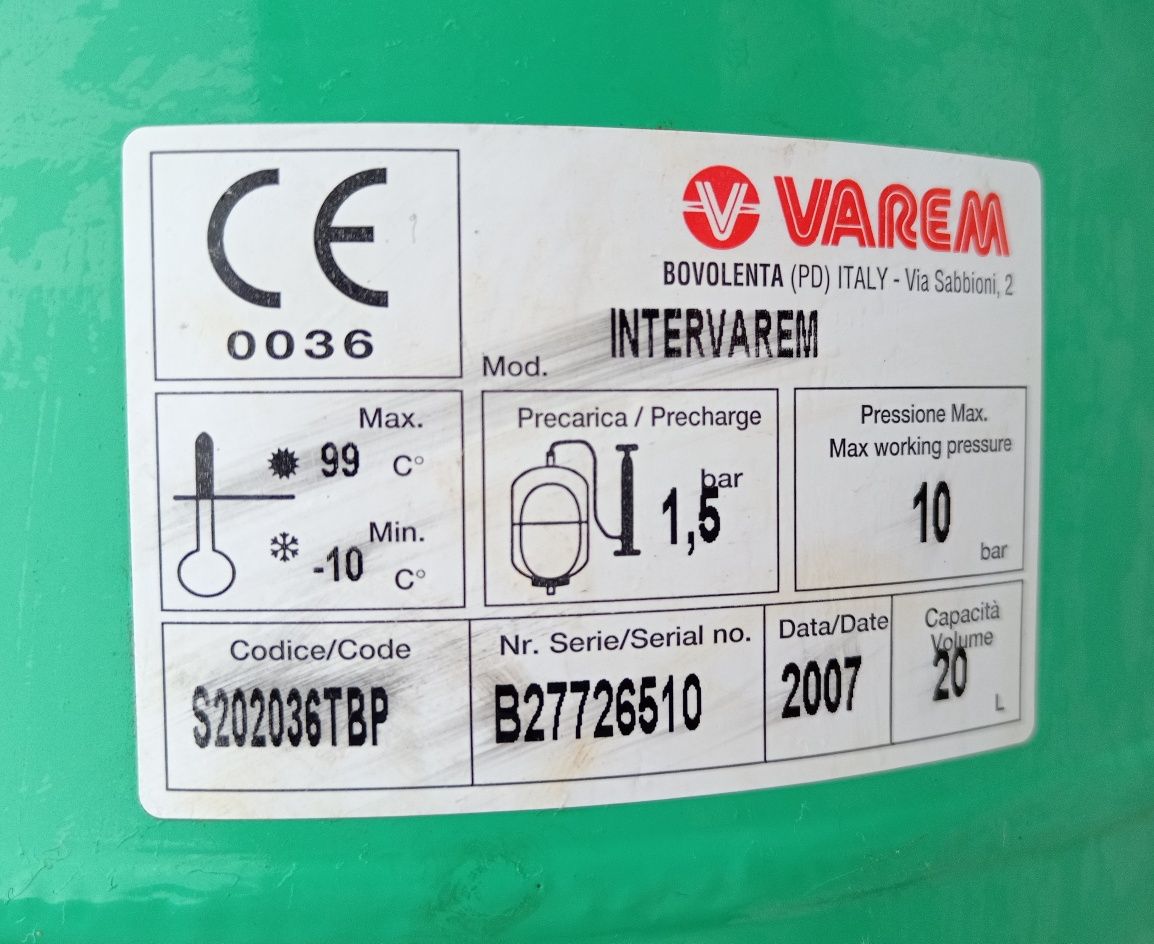 CE
0036
VAREM
BOVOLENTA (PD) ITALY - Via Sabbioni, 2
Mod. INTERVAREM
Max.
99 C°
Min.
-10 C°
Precarica / Precharge
bar
1,5
Pressione Max.
Max working pressure
10
bar
Codice/Code
S202036TBP
Nr. Serie/Serial no.
B27726510
Data/Date
2007
Capacità
Volume
20
L